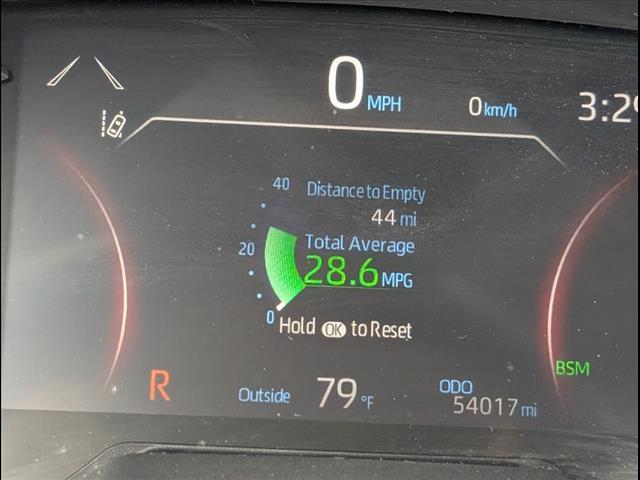 0 MPH
0 km/h
3:29
40
Distance to Empty
44 mi
20
Total Average
28.6 MPG
0
Hold OK to Reset
R
Outside 79 °F
ODO
54017 mi
BSM